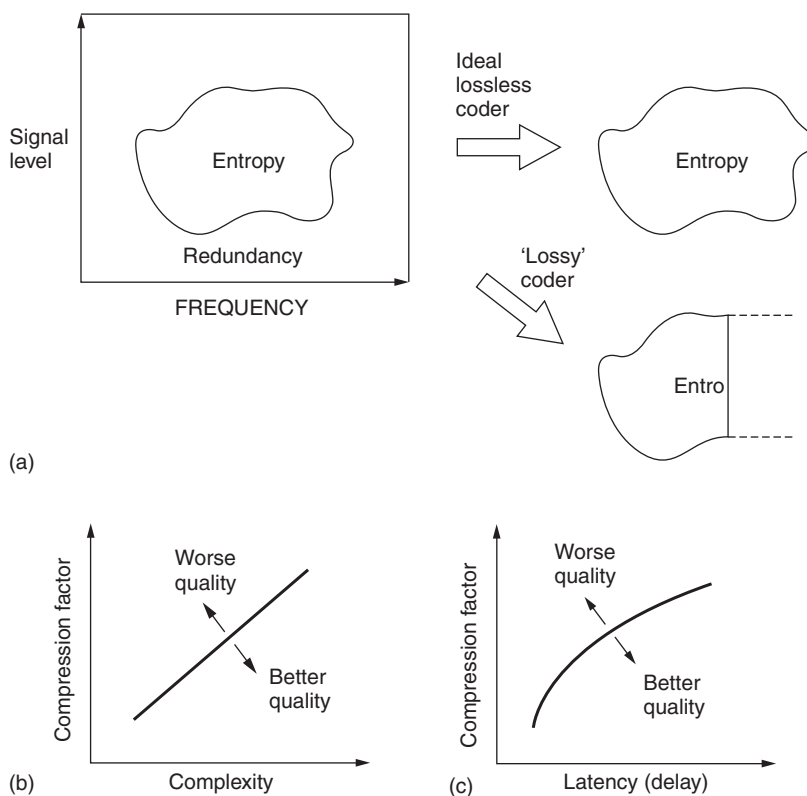 Signal
level
Entropy
Redundancy
FREQUENCY
Ideal
lossless
coder
Entropy
'Lossy'
coder
Entro
(a)
Compression factor
Worse
quality
Better
quality
(b)
Complexity
Compression factor
Worse
quality
Better
quality
(c)
Latency (delay)